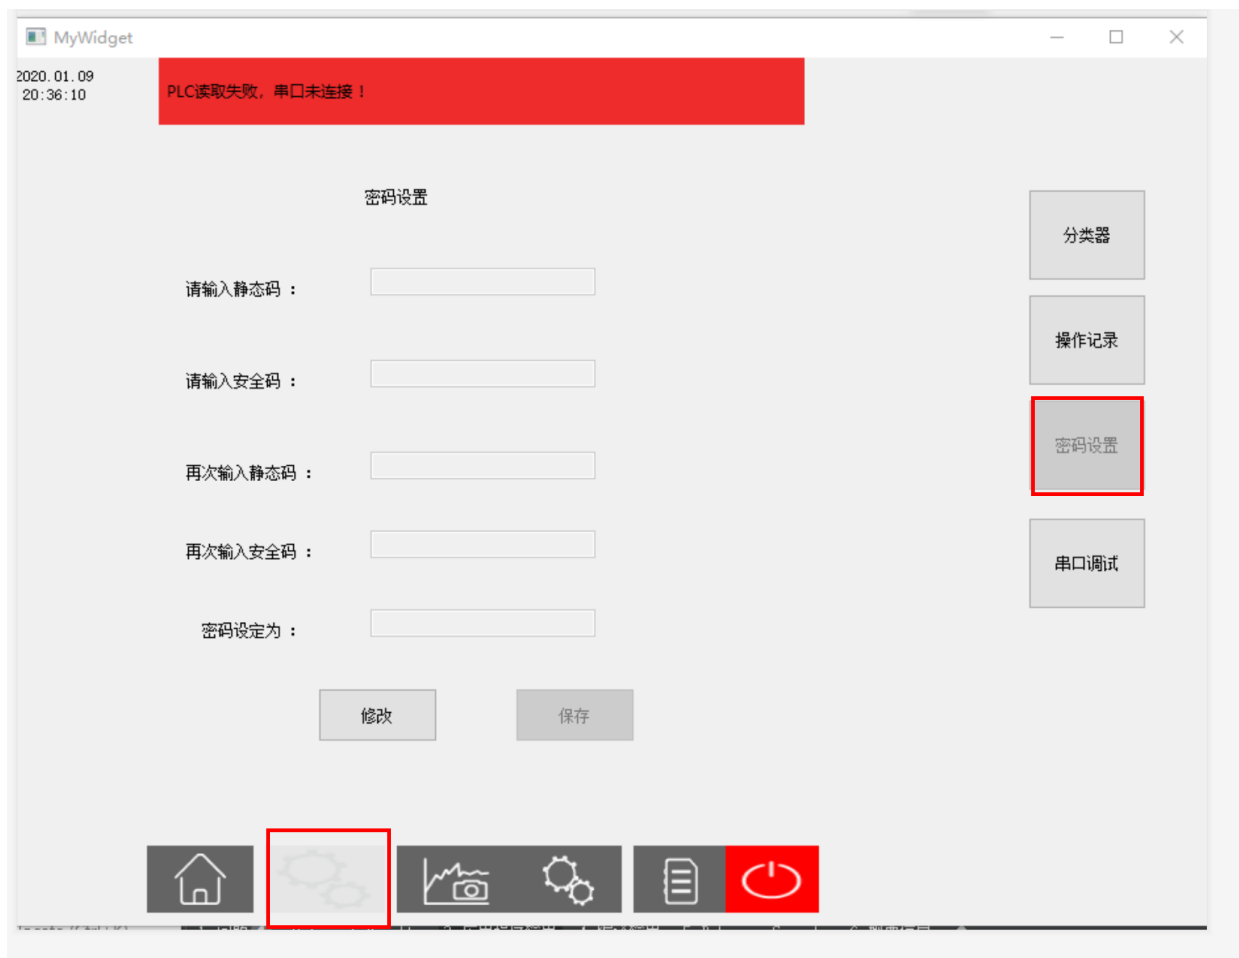 MyWidget
2020.01.09
20:36:10
PLC读取失败，串口未连接！
密码设置
分类器
请输入静态码：
操作记录
请输入安全码：
密码设置
再次输入静态码：
再次输入安全码：
串口调试
密码设定为：
修改
保存